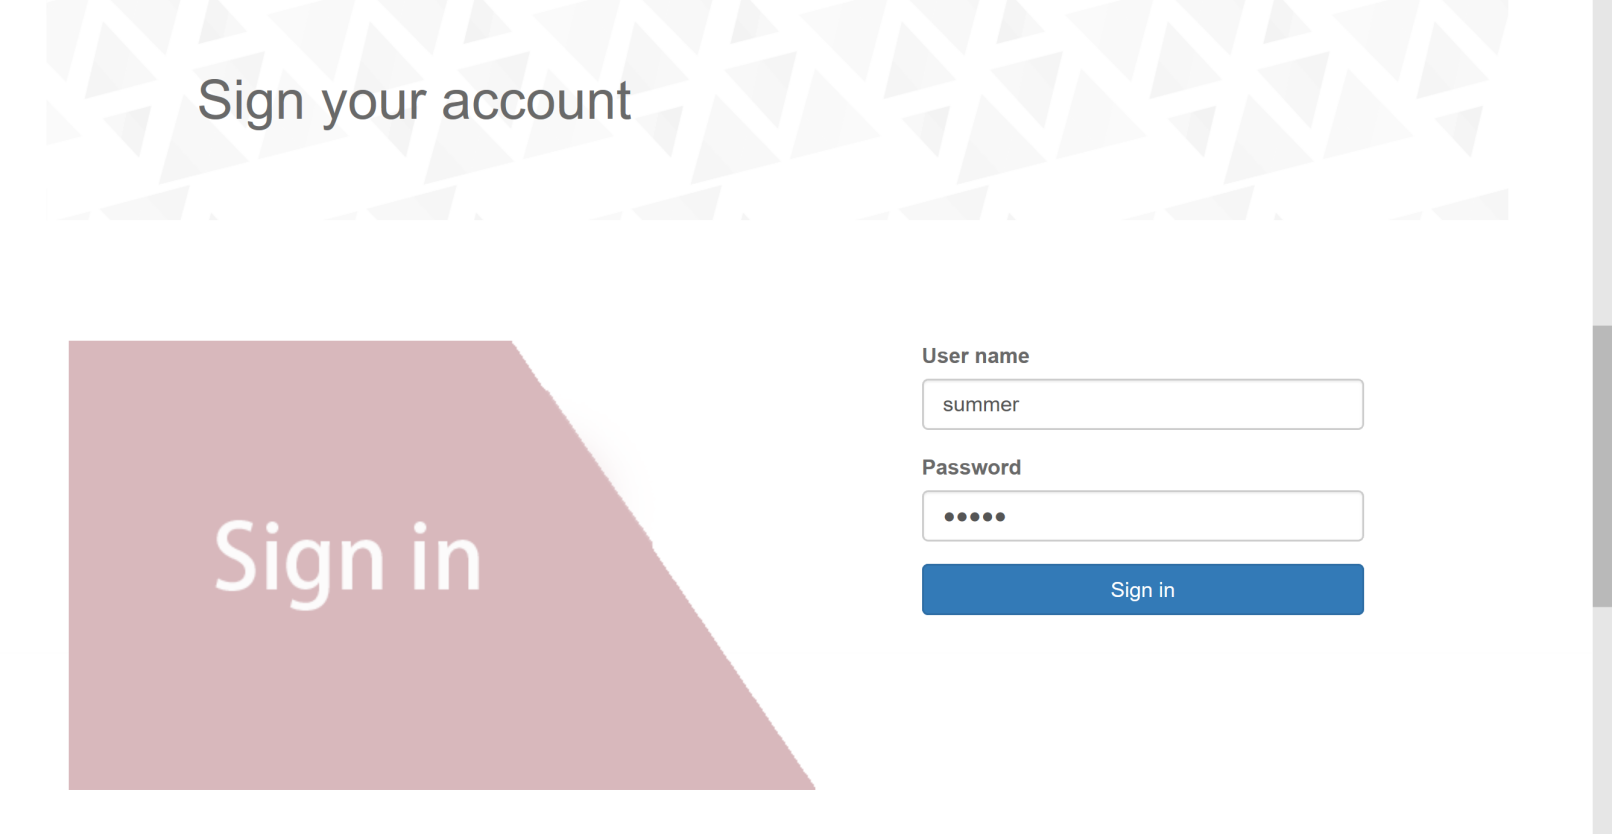 Sign your account
Sign in
User name
summer
Password
•••••
Sign in